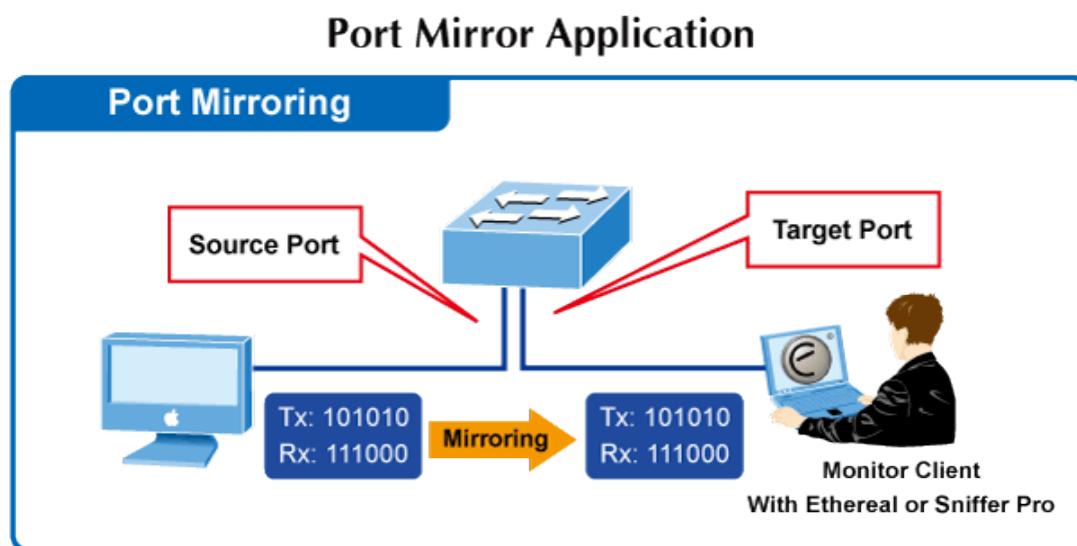 Port Mirror Application
Port Mirroring
Source Port
Target Port
Tx: 101010
Rx: 111000
Mirroring
Tx: 101010
Rx: 111000
Monitor Client
With Ethereal or Sniffer Pro